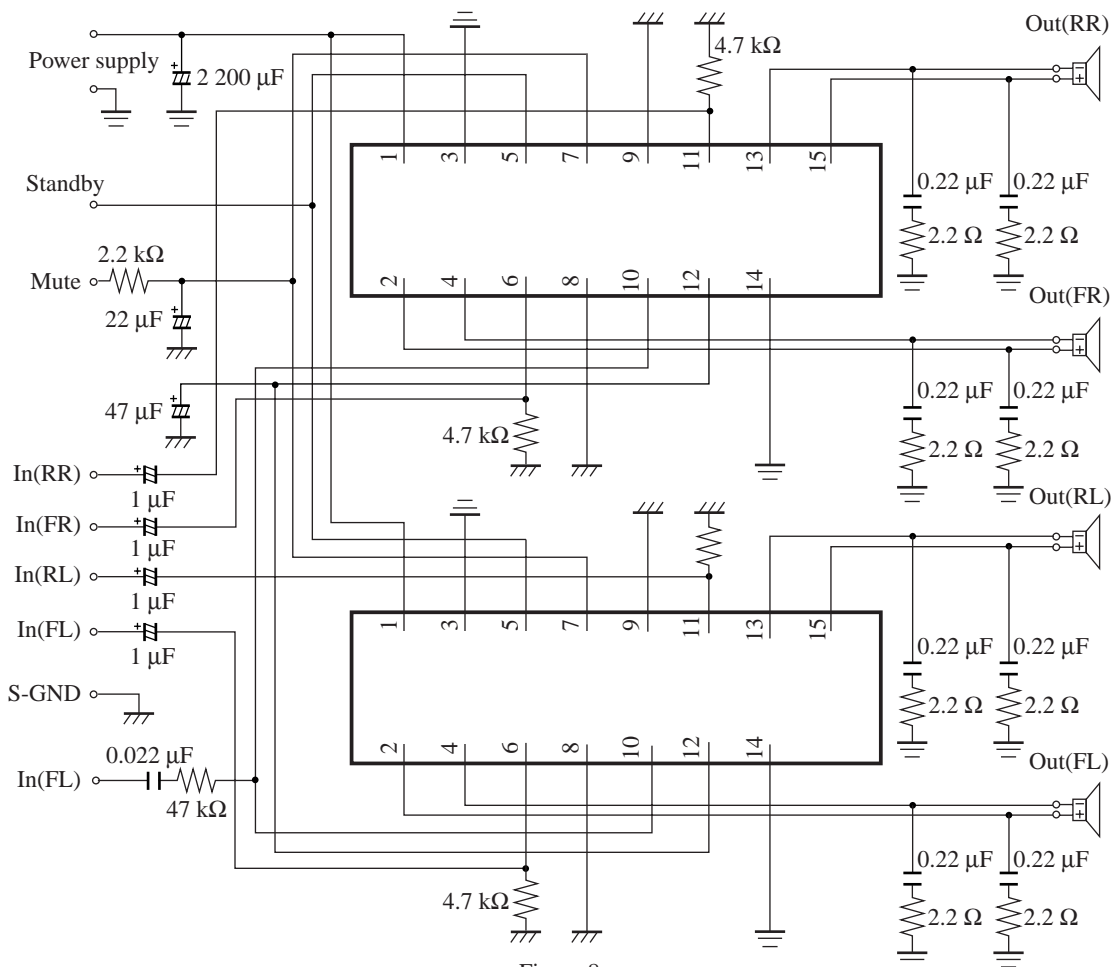 Out(RR)
4.7 kΩ
Power supply
+
2 200 μF
−
+
1
3
5
7
9
11
13
15
0.22 μF
0.22 μF
2.2 Ω
2.2 Ω
Standby
2.2 kΩ
Mute
+
22 μF
2
4
6
8
10
12
14
Out(FR)
−
+
+
47 μF
4.7 kΩ
0.22 μF
0.22 μF
2.2 Ω
2.2 Ω
In(RR)
+
1 μF
In(FR)
+
1 μF
In(RL)
+
1 μF
In(FL)
+
1 μF
Out(RL)
−
+
1
3
5
7
9
11
13
15
0.22 μF
0.22 μF
2.2 Ω
2.2 Ω
S-GND
In(FL)
0.022 μF
47 kΩ
2
4
6
8
10
12
14
Out(FL)
−
+
4.7 kΩ
0.22 μF
0.22 μF
2.2 Ω
2.2 Ω